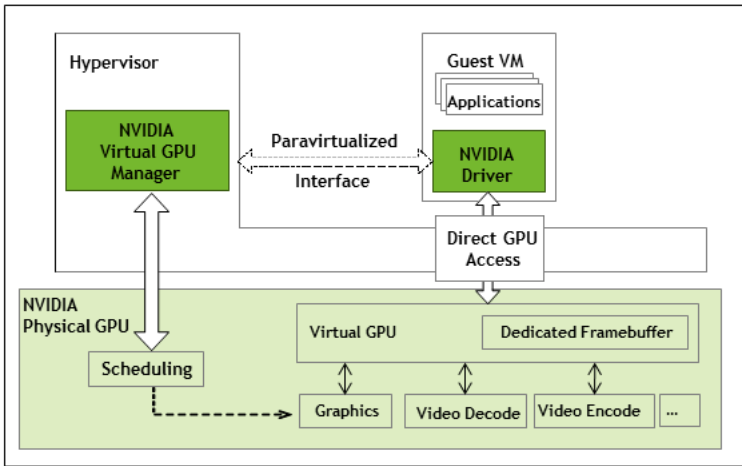 Hypervisor
Guest VM
Applications
NVIDIA
Virtual GPU
Manager
Paravirtualized
Interface
NVIDIA
Driver
Direct GPU
Access
NVIDIA
Physical GPU
Virtual GPU
Dedicated Framebuffer
Scheduling
Graphics
Video Decode
Video Encode
...